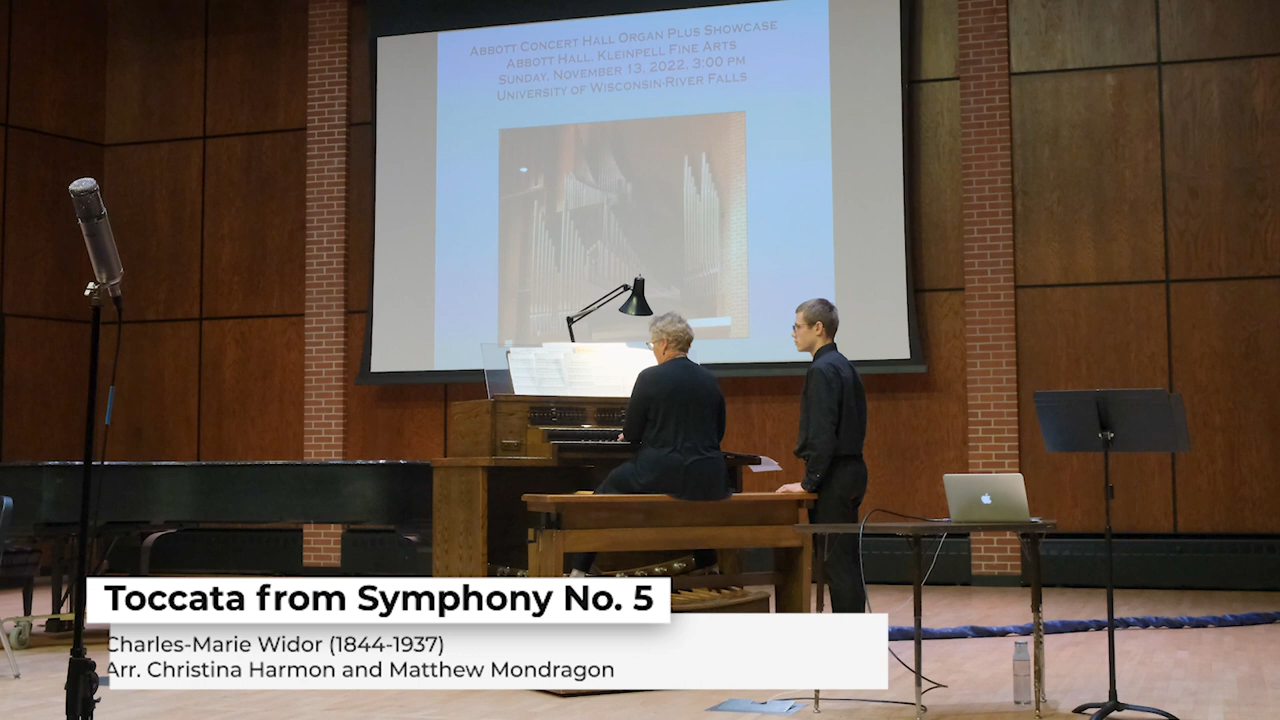 Abbott Concert Hall Organ Plus Showcase
Abbott Hall, Kleinpell Fine Arts
Sunday, November 13, 2022, 3:00 PM
University of Wisconsin-River Falls
Toccata from Symphony No. 5
Charles-Marie Widor (1844-1937)
Arr. Christina Harmon and Matthew Mondragon